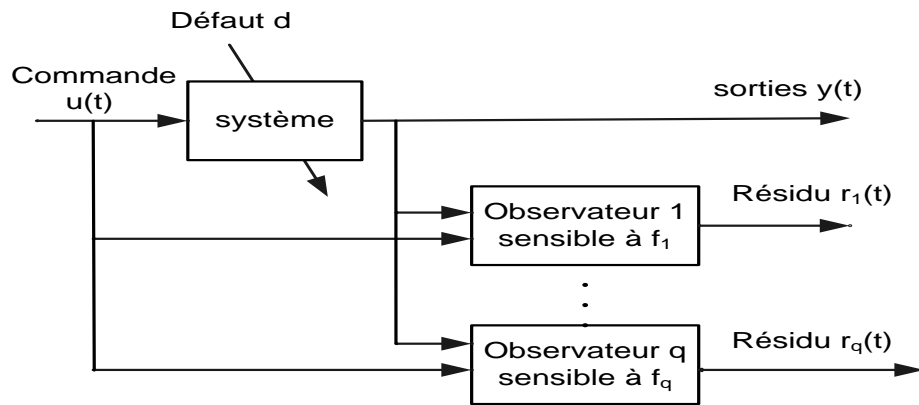 Défaut d
Commande
u(t)
système
sorties y(t)
Observateur 1
sensible à f₁
Résidu r₁(t)
Observateur q
sensible à f_q
Résidu r_q(t)